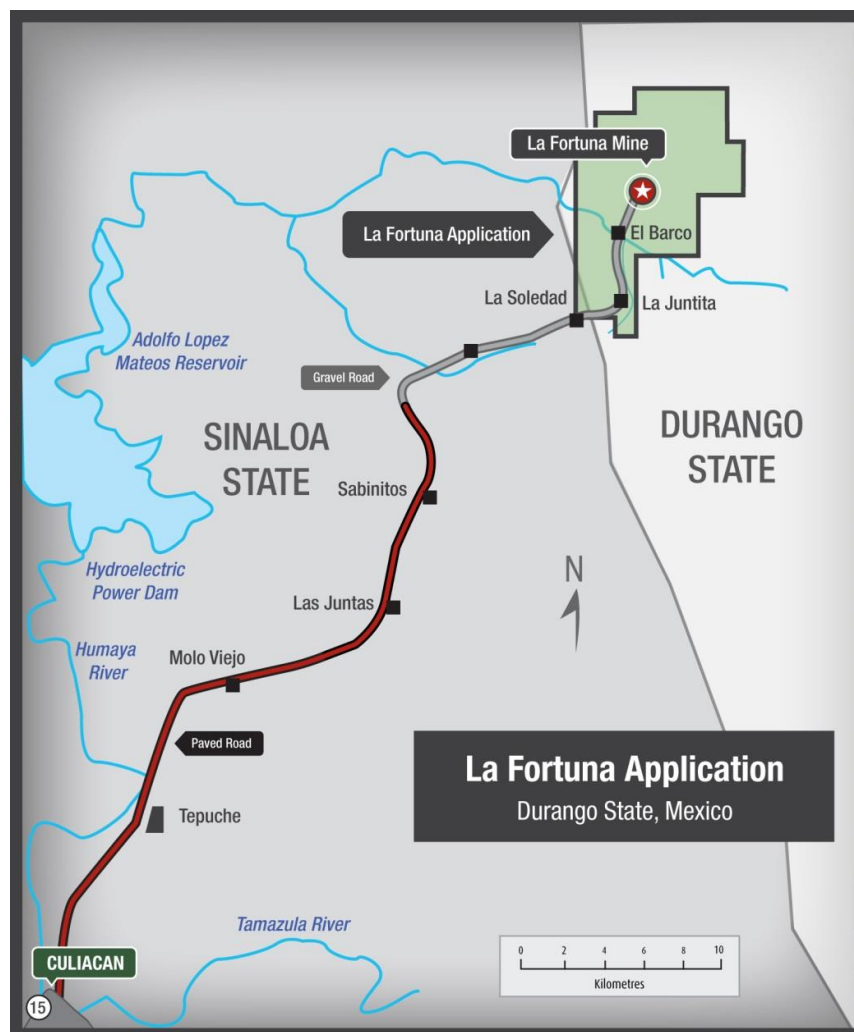 La Fortuna Mine
La Fortuna Application
El Barco
La Soledad
La Juntita
Adolfo Lopez
Mateos Reservoir
Gravel Road
SINALOA
STATE
DURANGO
STATE
Sabinitos
Hydroelectric
Power Dam
N
Las Juntas
Humaya
River
Molo Viejo
Paved Road
La Fortuna Application
Durango State, Mexico
Tepuche
Tamazula River
CULIACAN
15
0 2 4 6 8 10
Kilometres